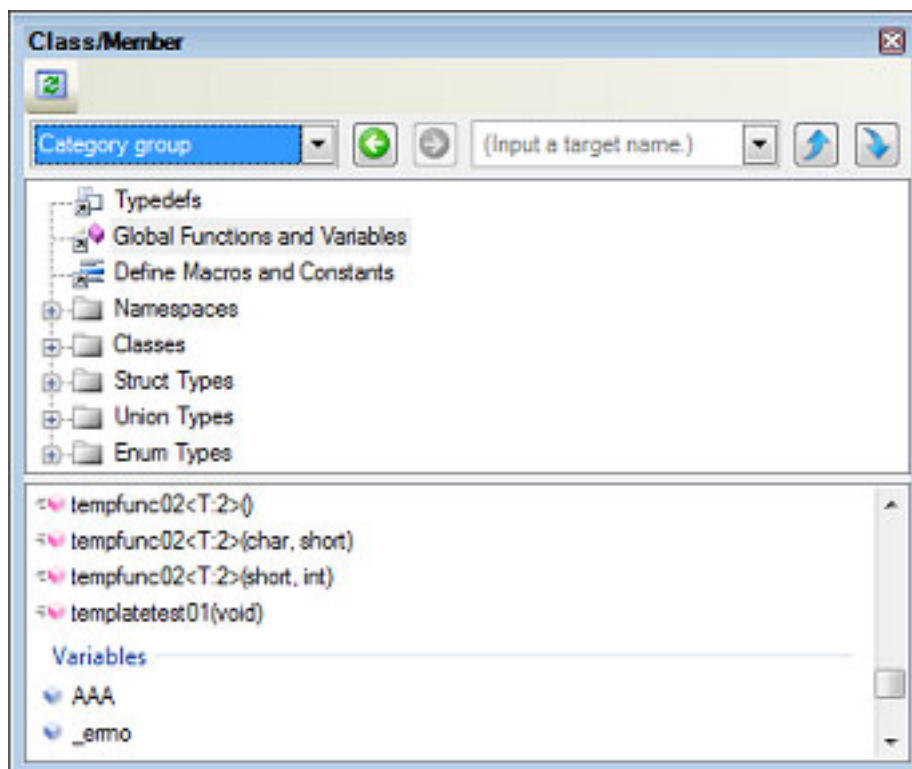 Class/Member
Category group
(Input a target name.)
Typedefs
Global Functions and Variables
Define Macros and Constants
Namespaces
Classes
Struct Types
Union Types
Enum Types
tempfunc02<T:2>()
tempfunc02<T:2>(char, short)
tempfunc02<T:2>(short, int)
templatetest01(void)
Variables
AAA
_errno